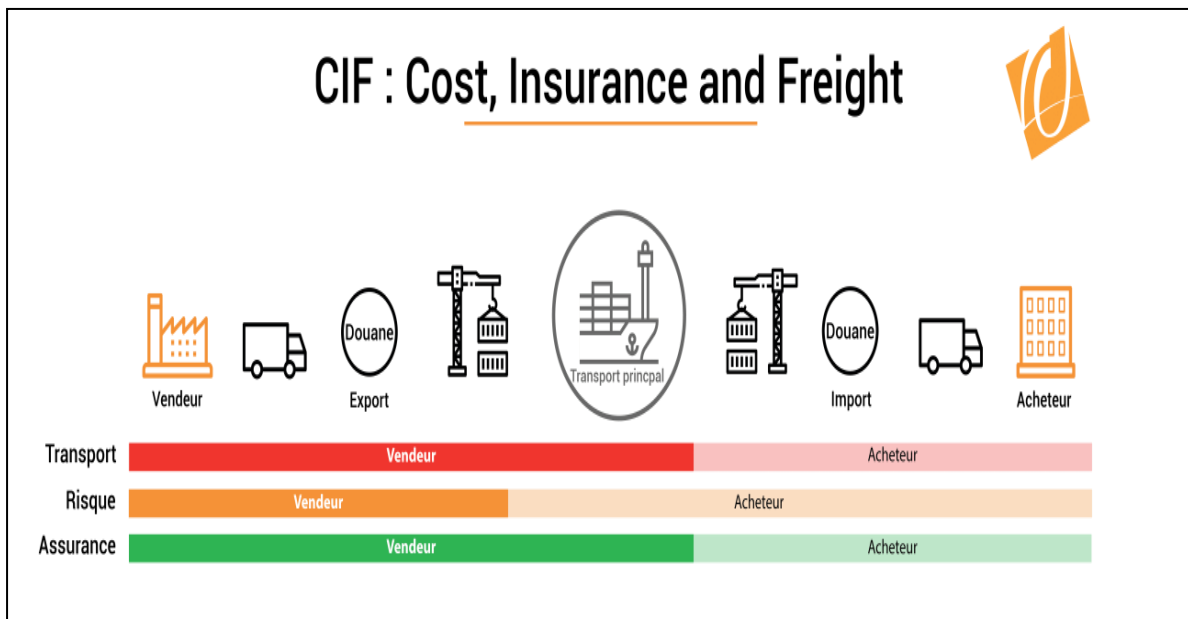 CIF : Cost, Insurance and Freight
Douane
Transport princpal
Douane
Vendeur
Export
Import
Acheteur
Transport
Vendeur
Acheteur
Risque
Vendeur
Acheteur
Assurance
Vendeur
Acheteur